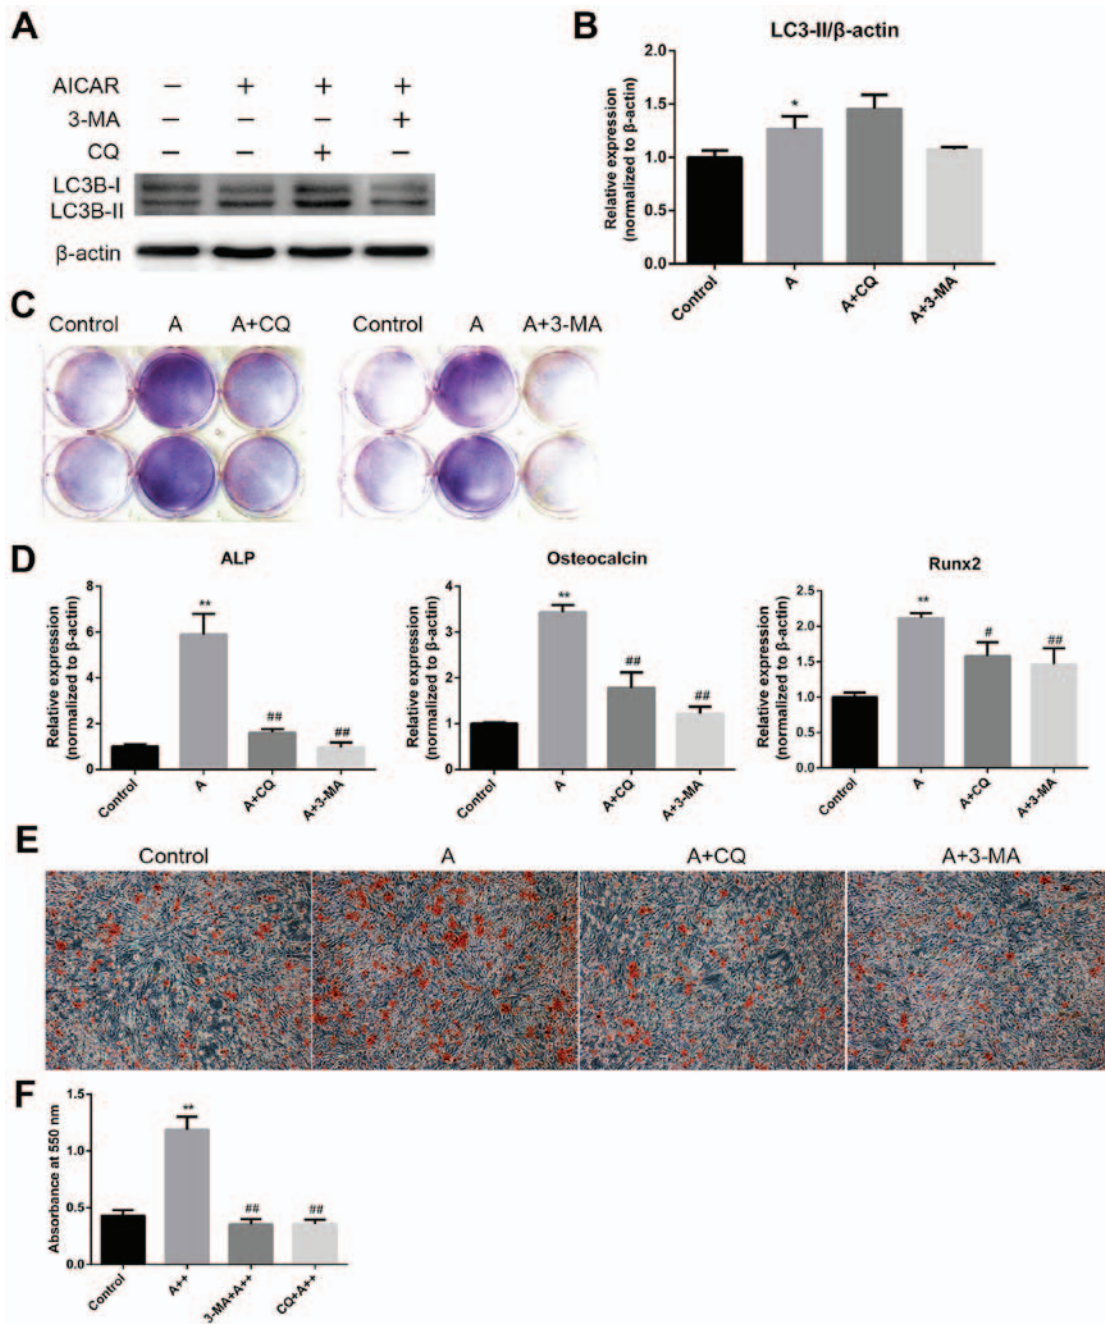 A
AICAR − + + +
3-MA − − − +
CQ − − + −
LC3B-I
LC3B-II
β-actin
B
LC3-II/β-actin
Relative expression
(normalized to β-actin)
2.0
1.5
1.0
0.5
0.0
*
Control
A
A+CQ
A+3-MA
C
Control A A+CQ
Control A A+3-MA
D
ALP
Relative expression
(normalized to β-actin)
8
6
4
2
0
**
##
##
Control
A
A+CQ
A+3-MA
Osteocalcin
Relative expression
(normalized to β-actin)
4
3
2
1
0
**
##
##
Control
A
A+CQ
A+3-MA
Runx2
Relative expression
(normalized to β-actin)
2.5
2.0
1.5
1.0
0.5
0.0
**
#
##
Control
A
A+CQ
A+3-MA
E
Control A A+CQ A+3-MA
F
Absorbance at 550 nm
1.5
1.0
0.5
0.0
**
##
##
Control
A++
3-MA+A++
CQ+A++